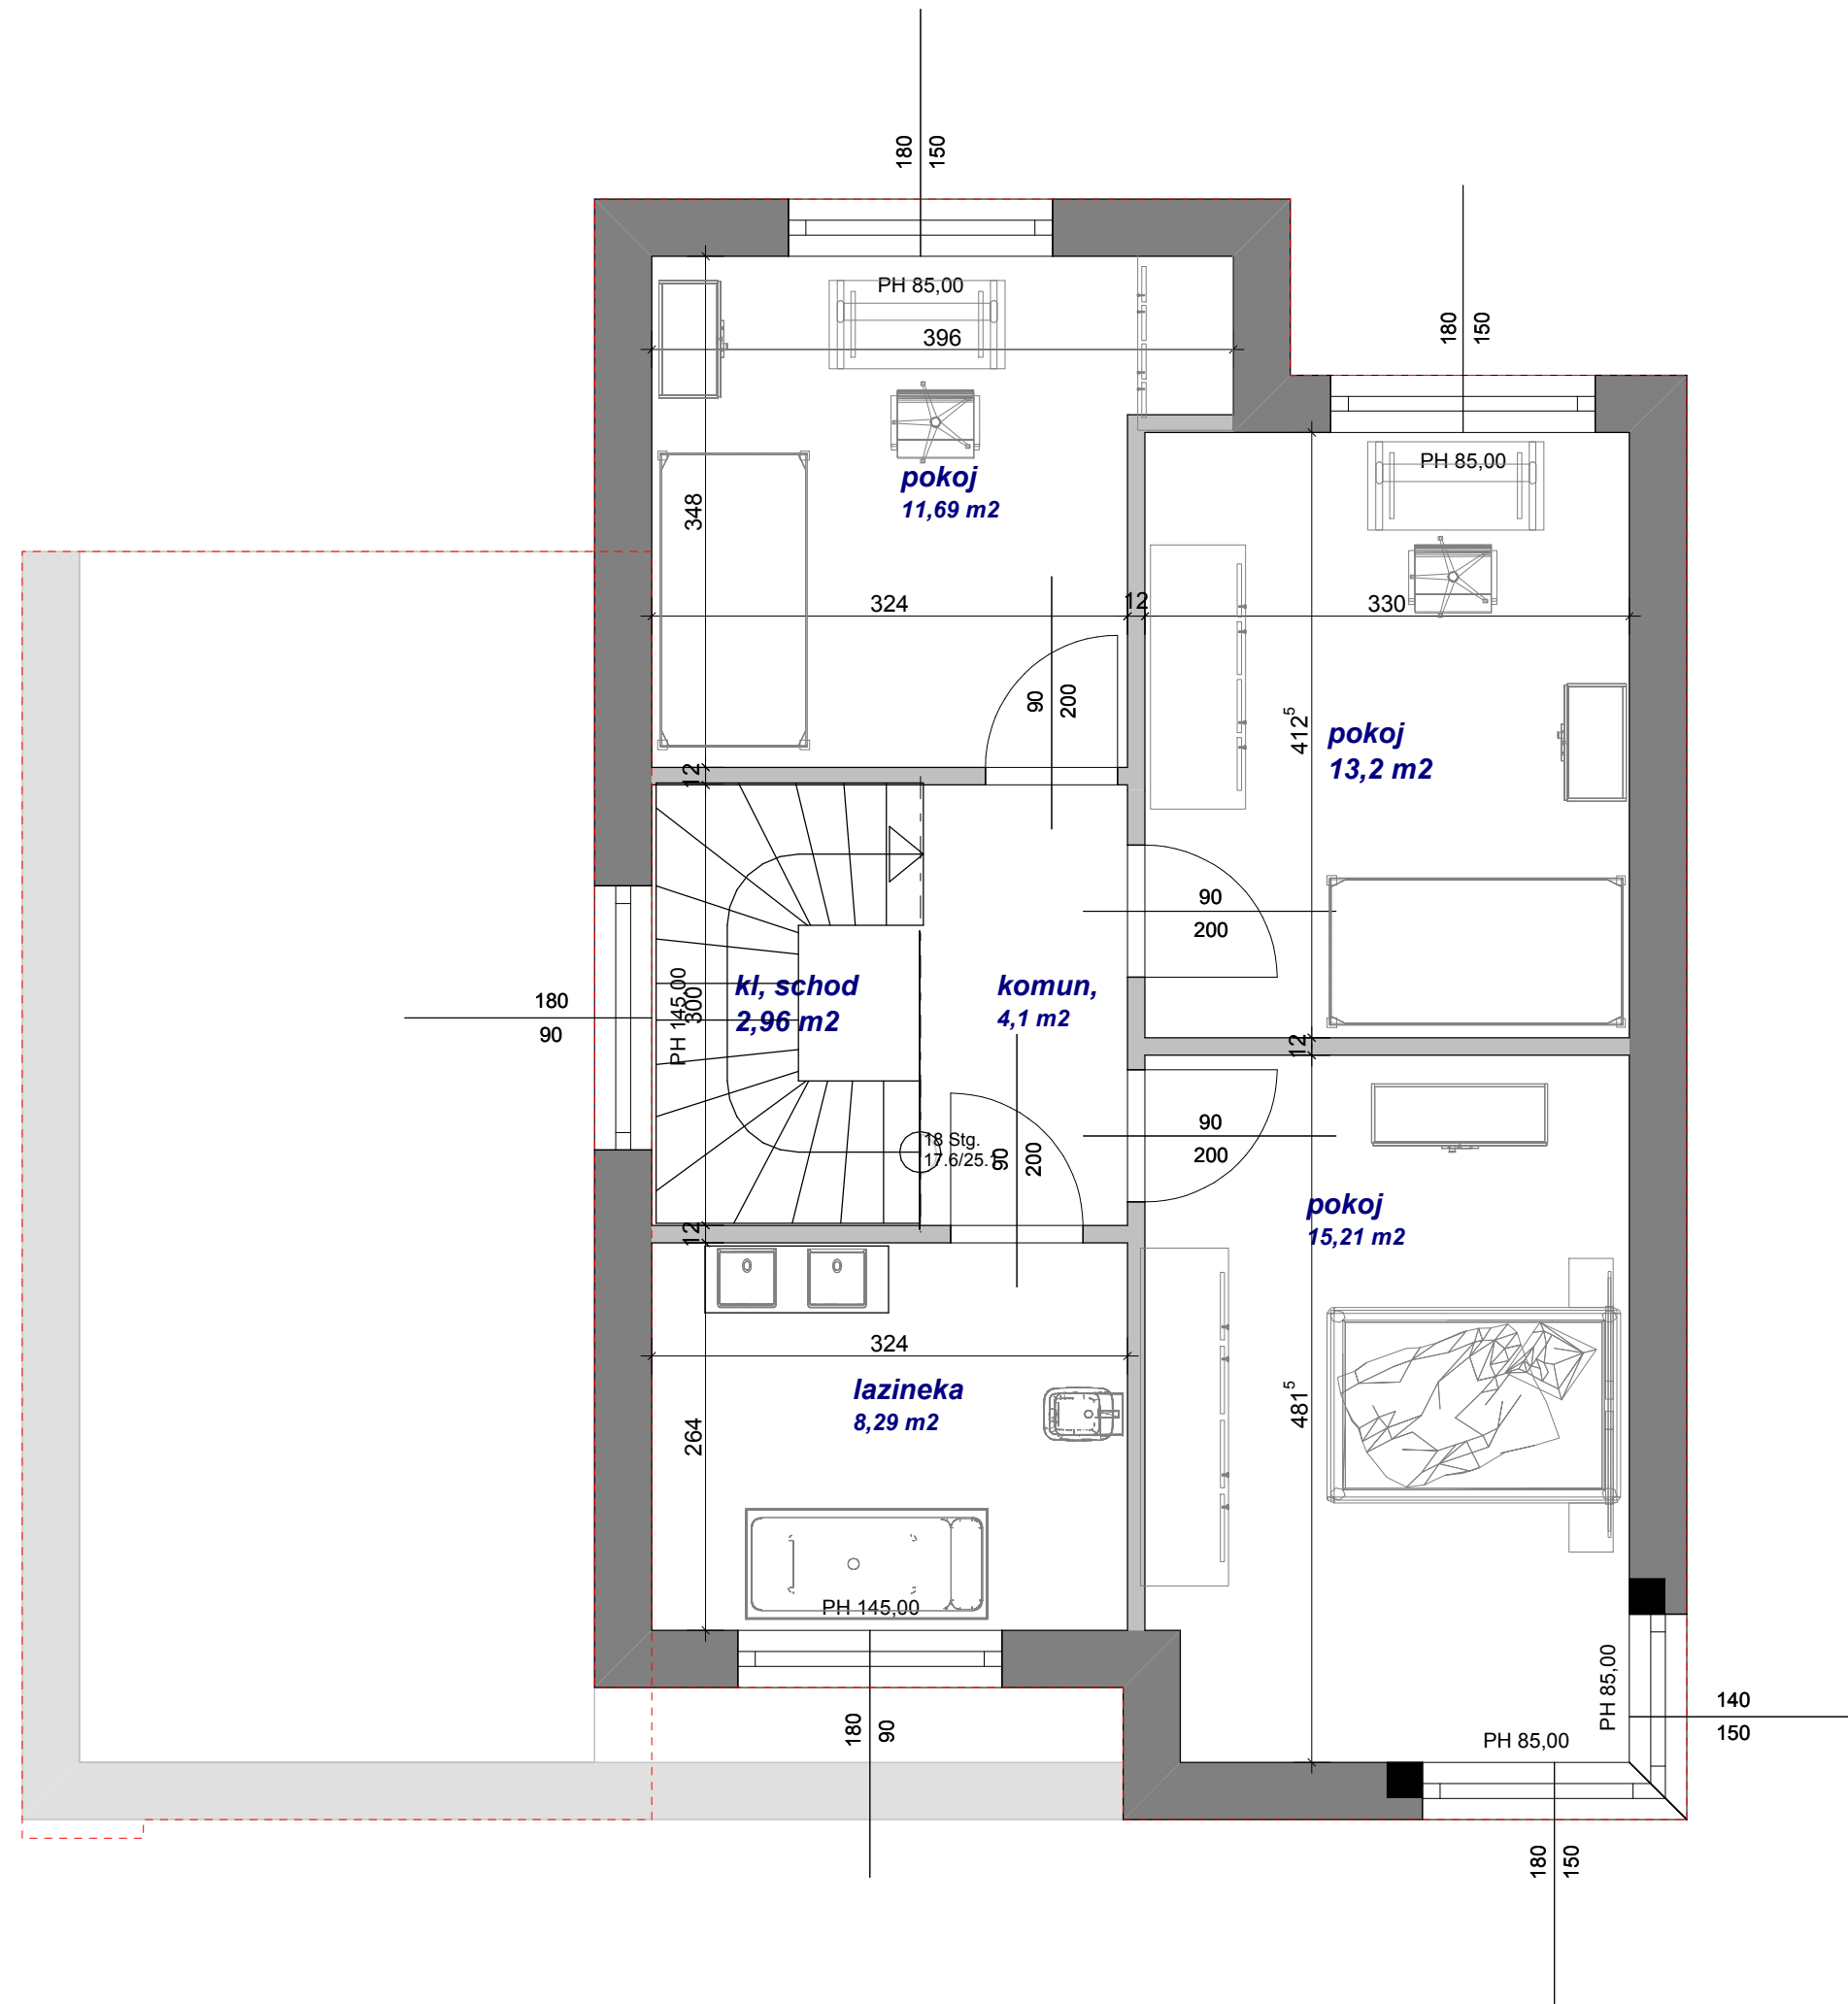 180
150
180
150
PH 85,00
396
PH 85,00
pokoj
11,69 m2
348
324
12
330
90
200
412⁵
pokoj
13,2 m2
12
90
200
180
90
PH 145,00
300
kl, schod
2,96 m2
komun,
4,1 m2
12
90
200
18 Stg.
17.6/25.
90
200
pokoj
15,21 m2
12
324
lazineka
8,29 m2
264
481⁵
PH 145,00
PH 85,00
PH 85,00
140
150
180
90
180
150